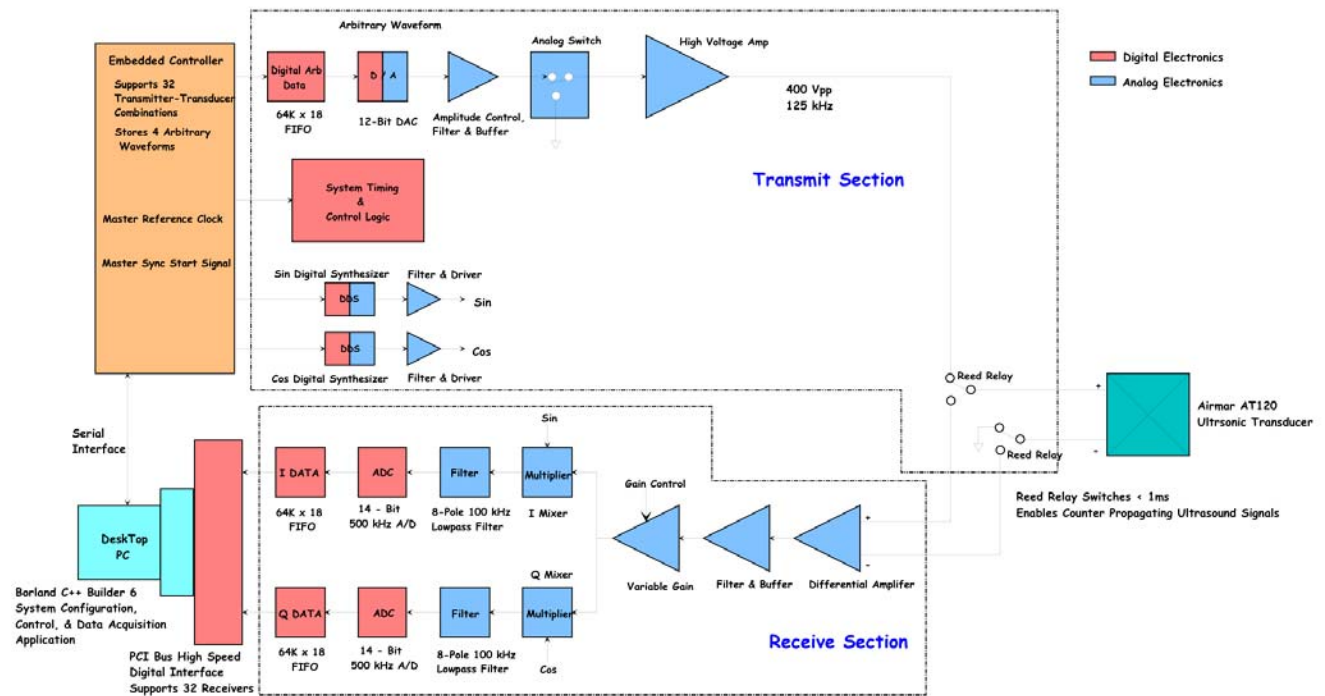 Arbitrary Waveform
Embedded Controller
Supports 32
Transmitter-Transducer
Combinations
Stores 4 Arbitrary
Waveforms
Master Reference Clock
Master Sync Start Signal
Digital Arb
Data
64K x 18
FIFO
D / A
12-Bit DAC
Amplitude Control,
Filter & Buffer
Analog Switch
High Voltage Amp
400 Vpp
125 kHz
Digital Electronics
Analog Electronics
Transmit Section
System Timing
&
Control Logic
Sin Digital Synthesizer
Filter & Driver
DDS
Sin
DDS
Cos
Cos Digital Synthesizer
Filter & Driver
Reed Relay
+
-
Reed Relay
Airmar AT120
Ultrsonic Transducer
Reed Relay Switches < 1ms
Enables Counter Propagating Ultrasound Signals
Serial
Interface
DeskTop
PC
Borland C++ Builder 6
System Configuration,
Control, & Data Acquisition
Application
PCI Bus High Speed
Digital Interface
Supports 32 Receivers
I DATA
64K x 18
FIFO
ADC
14 - Bit
500 kHz A/D
Filter
8-Pole 100 kHz
Lowpass Filter
Sin
Multiplier
I Mixer
Gain Control
Variable Gain
Filter & Buffer
+
-
Differential Amplifer
Q DATA
64K x 18
FIFO
ADC
14 - Bit
500 kHz A/D
Filter
8-Pole 100 kHz
Lowpass Filter
Q Mixer
Multiplier
Cos
Receive Section